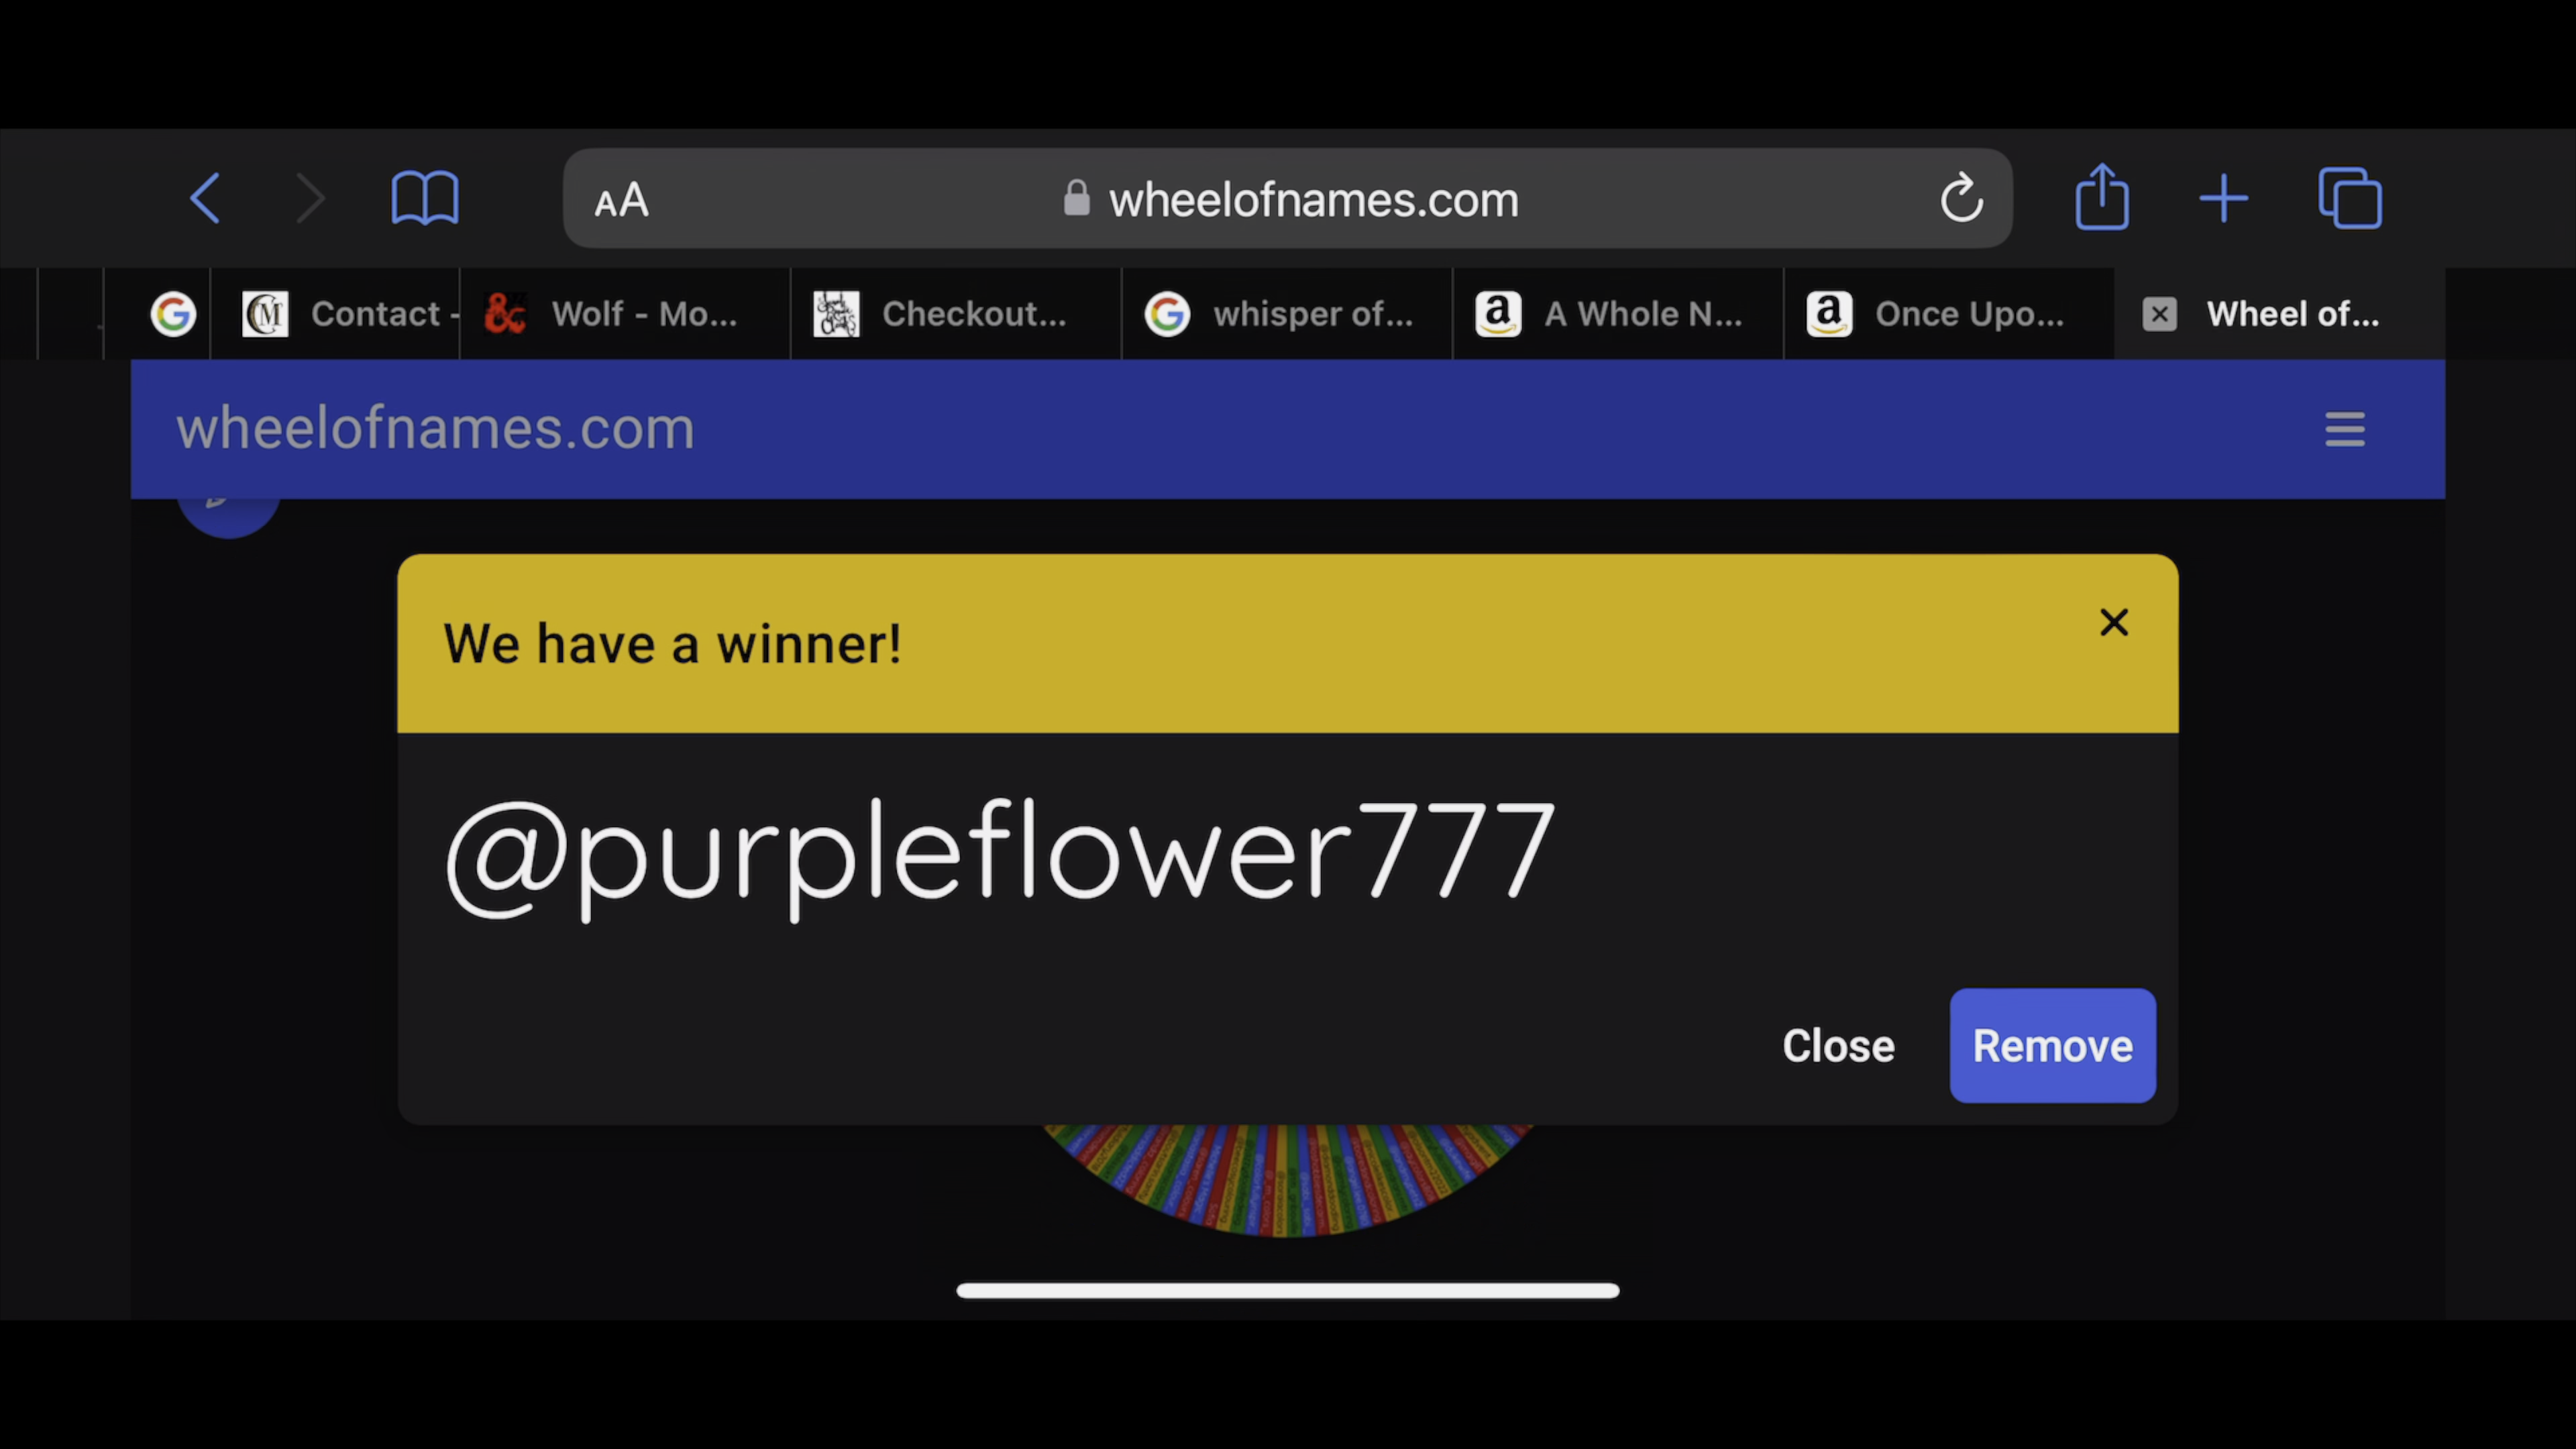 AA wheelofnames.com
Contact - Wolf - Mo... Checkout... whisper of... A Whole N... Once Upo... Wheel of...
wheelofnames.com
We have a winner!
@purpleflower777
Close Remove